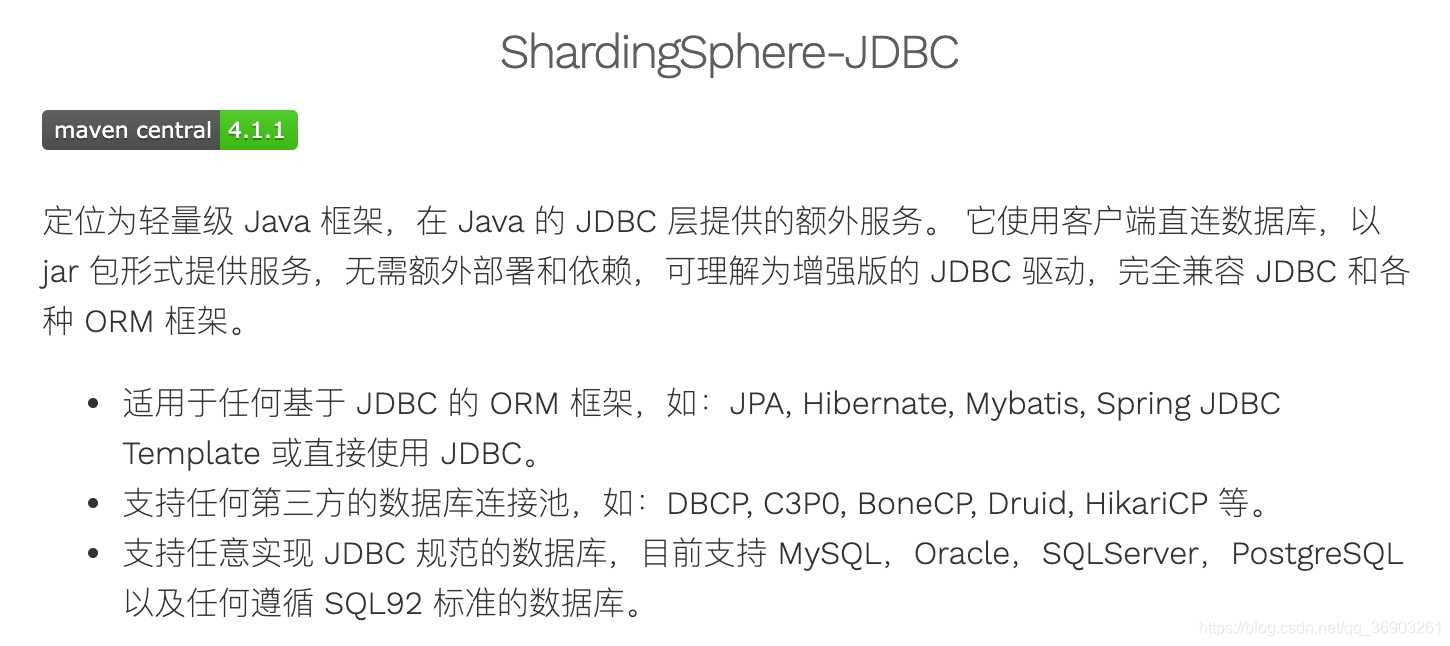 ShardingSphere-JDBC
maven central 4.1.1
定位为轻量级 Java 框架，在 Java 的 JDBC 层提供的额外服务。 它使用客户端直连数据库，以
jar 包形式提供服务，无需额外部署和依赖，可理解为增强版的 JDBC 驱动，完全兼容 JDBC 和各
种 ORM 框架。
• 适用于任何基于 JDBC 的 ORM 框架，如：JPA, Hibernate, Mybatis, Spring JDBC
Template 或直接使用 JDBC。
• 支持任何第三方的数据库连接池，如：DBCP, C3P0, BoneCP, Druid, HikariCP 等。
• 支持任意实现 JDBC 规范的数据库，目前支持 MySQL，Oracle，SQLServer，PostgreSQL
以及任何遵循 SQL92 标准的数据库。
https://blog.csdn.net/qq_36903261